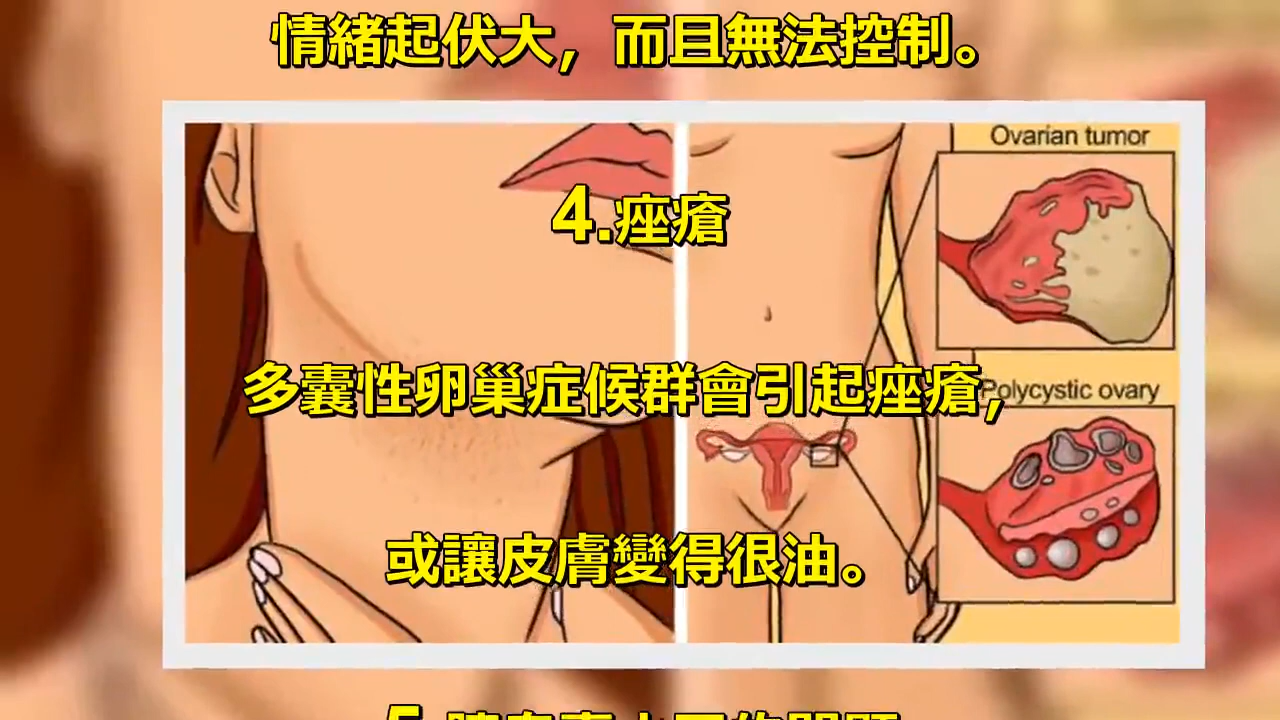 情緒起伏大，而且無法控制。
Ovarian tumor
4.痤瘡
多囊性卵巢症候群會引起痤瘡，
Polycystic ovary
或讓皮膚變得很油。